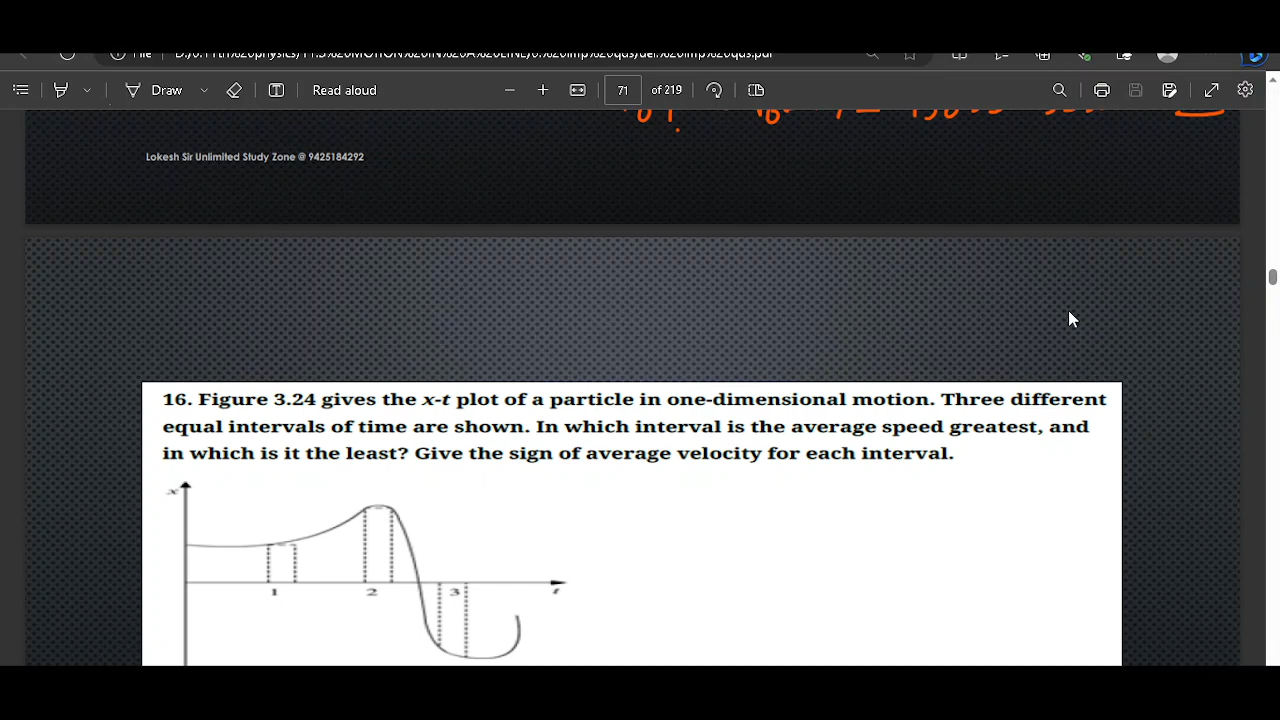 Draw
Read aloud
71 of 219
Lokesh Sir Unlimited Study Zone @ 9425184292
16. Figure 3.24 gives the x-t plot of a particle in one-dimensional motion. Three different
equal intervals of time are shown. In which interval is the average speed greatest, and
in which is it the least? Give the sign of average velocity for each interval.
x
1 2 3 t